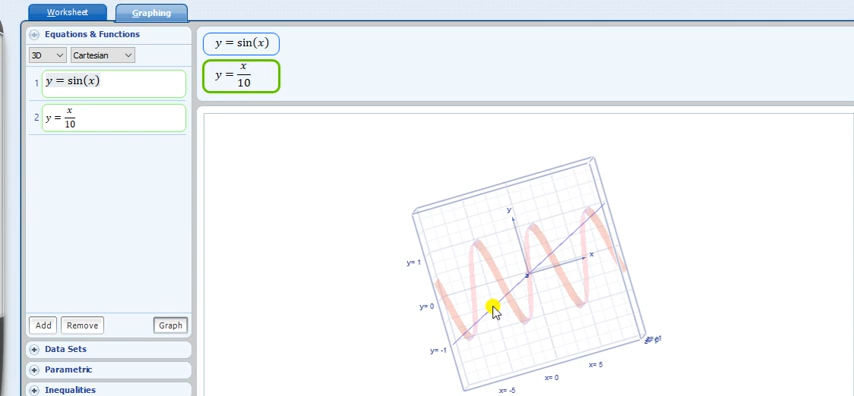 Worksheet Graphing
Equations & Functions
3D Cartesian
1 y = sin(x)
2 y = x/10
Add Remove Graph
Data Sets
Parametric
Inequalities
y = sin(x)
y = x/10
y
x
y= 1
y= 0
y= -1
x= -5
x= 0
x= 5